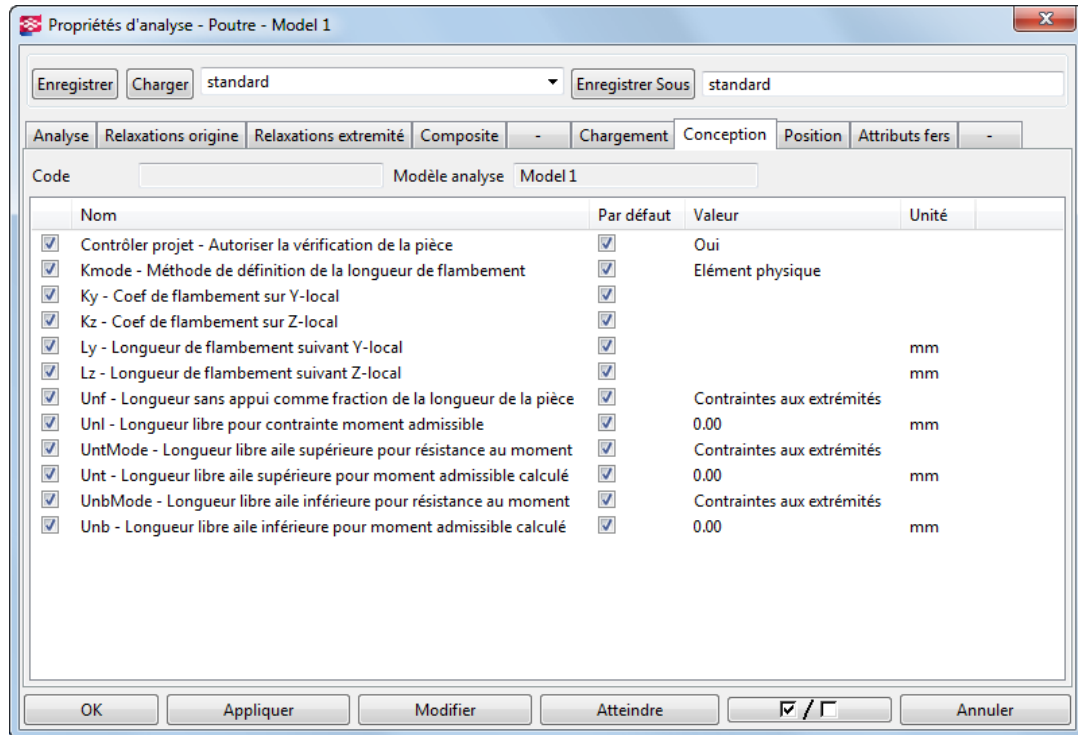 Propriétés d'analyse - Poutre - Model 1
Enregistrer Charger standard Enregistrer Sous standard
Analyse Relaxations origine Relaxations extremité Composite - Chargement Conception Position Attributs fers -
Code Modèle analyse Model 1
Nom Par défaut Valeur Unité
Contrôler projet - Autoriser la vérification de la pièce Oui
Kmode - Méthode de définition de la longueur de flambement Elément physique
Ky - Coef de flambement sur Y-local
Kz - Coef de flambement sur Z-local
Ly - Longueur de flambement suivant Y-local mm
Lz - Longueur de flambement suivant Z-local mm
Unf - Longueur sans appui comme fraction de la longueur de la pièce Contraintes aux extrémités
Unl - Longueur libre pour contrainte moment admissible 0.00 mm
UntMode - Longueur libre aile supérieure pour résistance au moment Contraintes aux extrémités
Unt - Longueur libre aile supérieure pour moment admissible calculé 0.00 mm
UnbMode - Longueur libre aile inférieure pour résistance au moment Contraintes aux extrémités
Unb - Longueur libre aile inférieure pour moment admissible calculé 0.00 mm
OK Appliquer Modifier Atteindre / Annuler